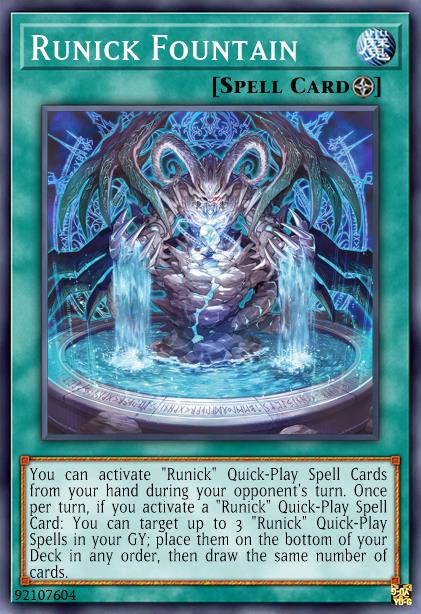 RUNICK FOUNTAIN
魔
[SPELL CARD]
You can activate "Runick" Quick-Play Spell Cards
from your hand during your opponent's turn. Once
per turn, if you activate a "Runick" Quick-Play Spell
Card: You can target up to 3 "Runick" Quick-Play
Spells in your GY; place them on the bottom of your
Deck in any order, then draw the same number of
cards.
92107604